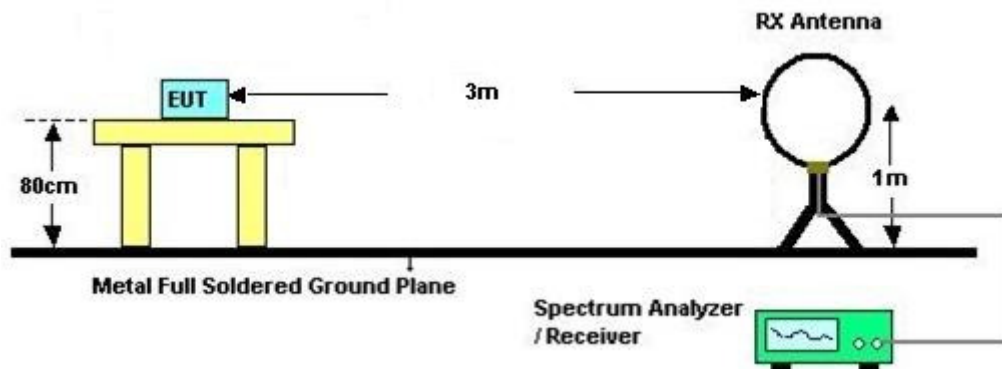 RX Antenna
EUT
3m
80cm
1m
Metal Full Soldered Ground Plane
Spectrum Analyzer
/ Receiver